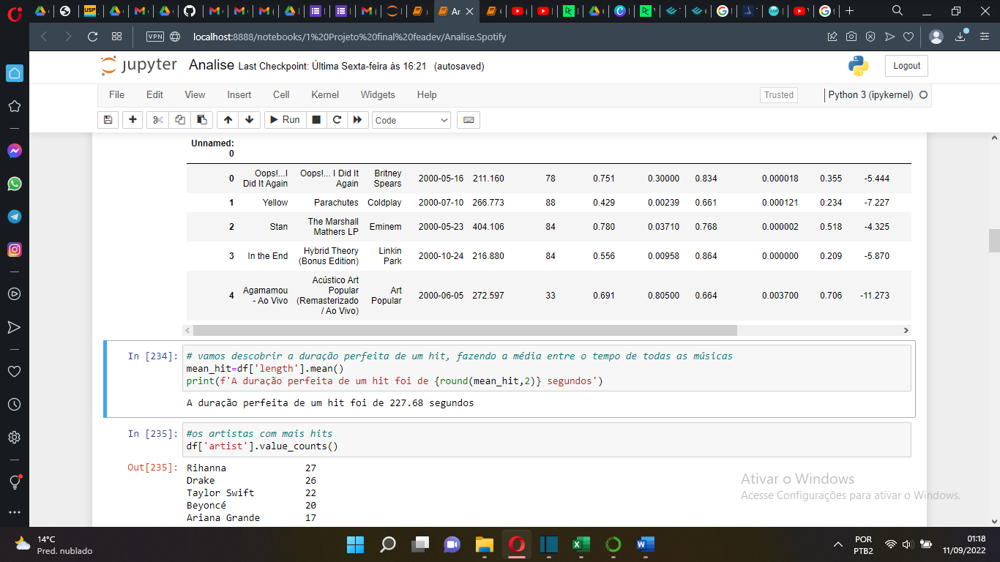 USP
Ar
VPN
localhost:8888/notebooks/1%20Projeto%20final%20feadev/Analise.Spotify
jupyter Analise Last Checkpoint: Última Sexta-feira às 16:21 (autosaved)
Logout
File Edit View Insert Cell Kernel Widgets Help
Trusted Python 3 (ipykernel)
Run Code
Unnamed:
0
0 Oops!...I Did It Again Oops!... I Did It Again Britney Spears 2000-05-16 211.160 78 0.751 0.30000 0.834 0.000018 0.355 -5.444
1 Yellow Parachutes Coldplay 2000-07-10 266.773 88 0.429 0.00239 0.661 0.000121 0.234 -7.227
2 Stan The Marshall Mathers LP Eminem 2000-05-23 404.106 84 0.780 0.03710 0.768 0.000002 0.518 -4.325
3 In the End Hybrid Theory (Bonus Edition) Linkin Park 2000-10-24 216.880 84 0.556 0.00958 0.864 0.000000 0.209 -5.870
4 Agamamou - Ao Vivo Acústico Art Popular (Remasterizado / Ao Vivo) Art Popular 2000-06-05 272.597 33 0.691 0.80500 0.664 0.003700 0.706 -11.273
In [234]: # vamos descobrir a duração perfeita de um hit, fazendo a média entre o tempo de todas as músicas
mean_hit=df['length'].mean()
print(f'A duração perfeita de um hit foi de {round(mean_hit,2)} segundos')
A duração perfeita de um hit foi de 227.68 segundos
In [235]: #os artistas com mais hits
df['artist'].value_counts()
Out[235]: Rihanna 27
Drake 26
Taylor Swift 22
Beyoncé 20
Ariana Grande 17
Ativar o Windows
Acesse Configurações para ativar o Windows.
14°C
Pred. nublado
POR
PTB2
01:18
11/09/2022